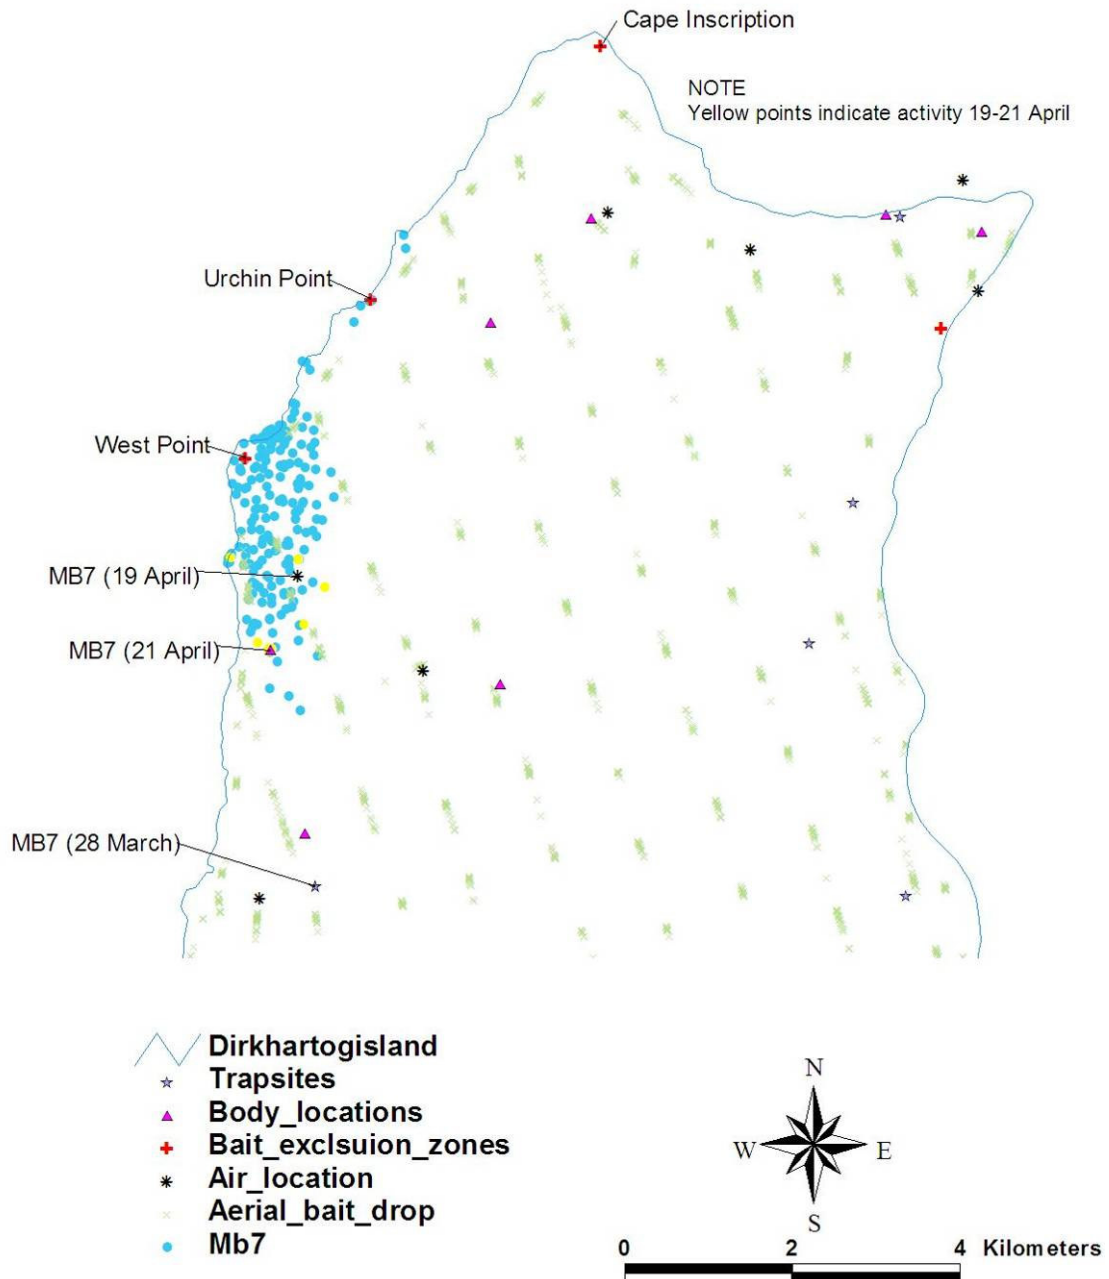 Cape Inscription
NOTE
Yellow points indicate activity 19-21 April
Urchin Point
West Point
MB7 (19 April)
MB7 (21 April)
MB7 (28 March)
Dirkhartogisland
Trapsites
Body_locations
Bait_exclsuion_zones
Air_location
Aerial_bait_drop
Mb7
N
W
E
S
0 2 4 Kilometers